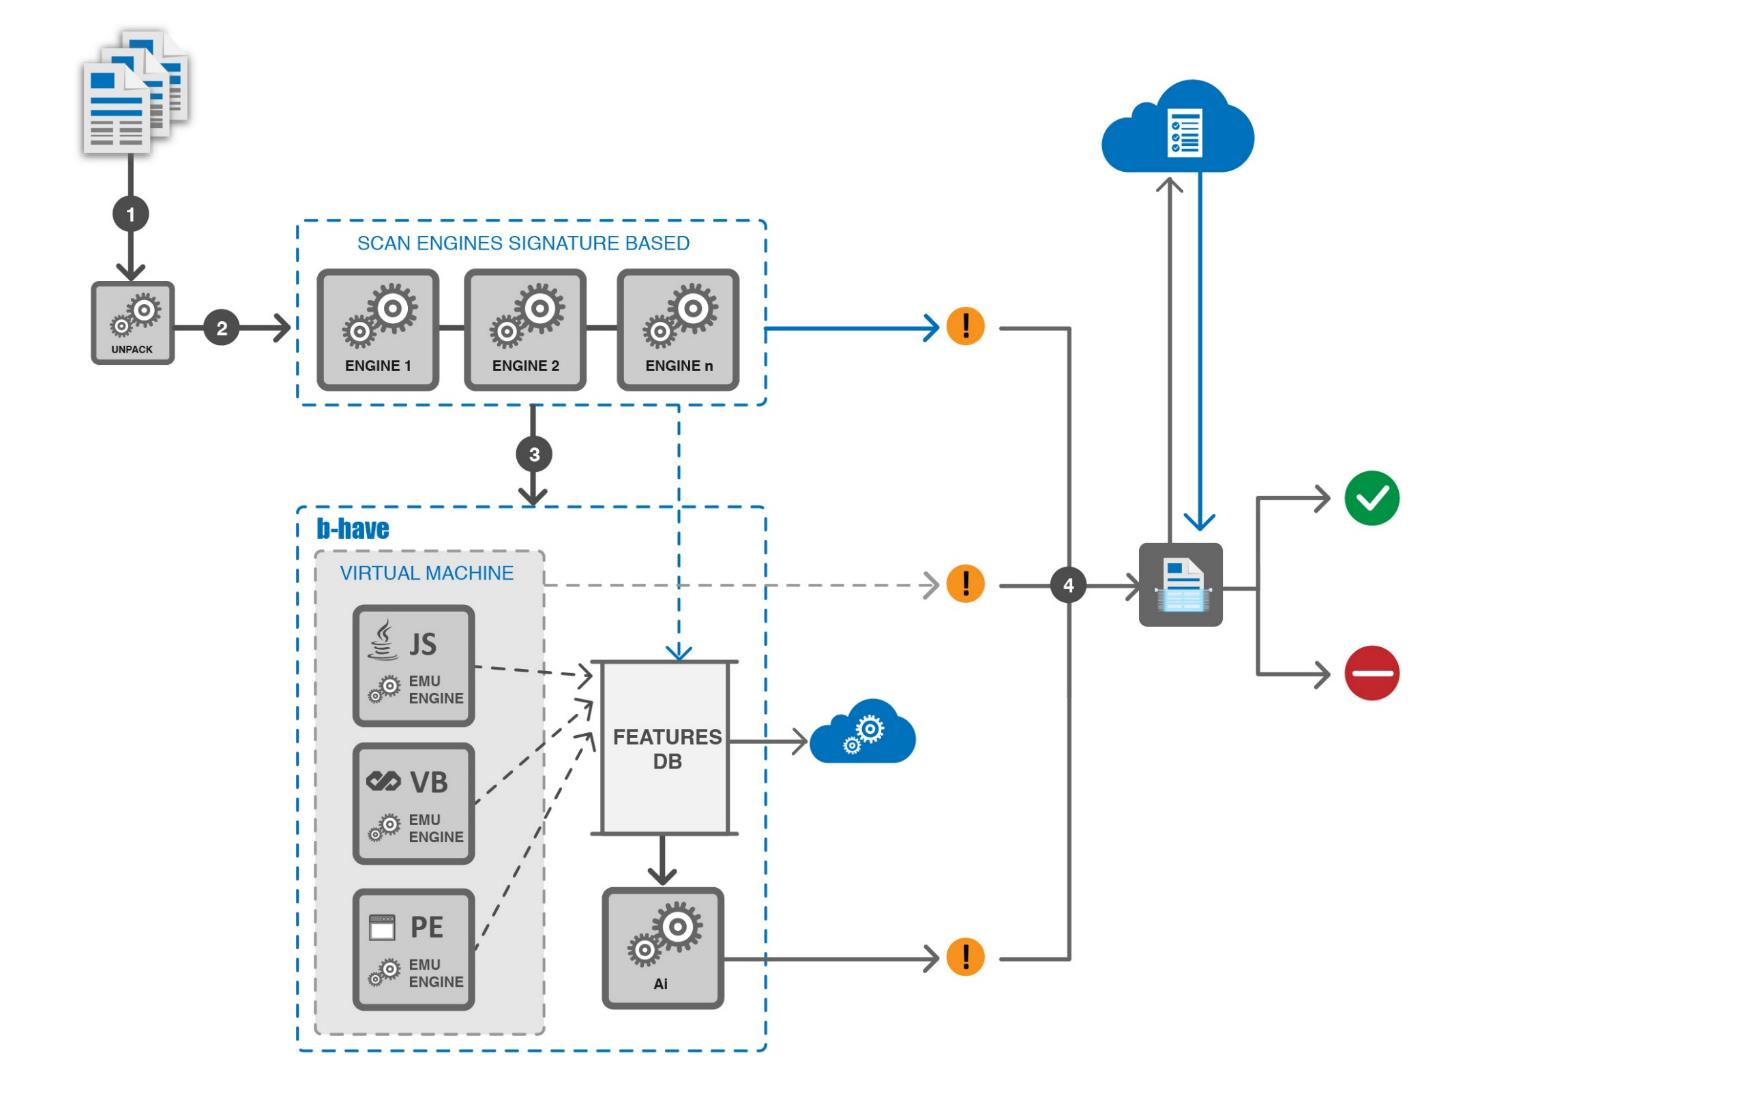 1
2
SCAN ENGINES SIGNATURE BASED
ENGINE 1
ENGINE 2
ENGINE n
UNPACK
!
3
b-have
VIRTUAL MACHINE
JS
EMU
ENGINE
VB
EMU
ENGINE
PE
EMU
ENGINE
FEATURES
DB
Ai
!
4
!